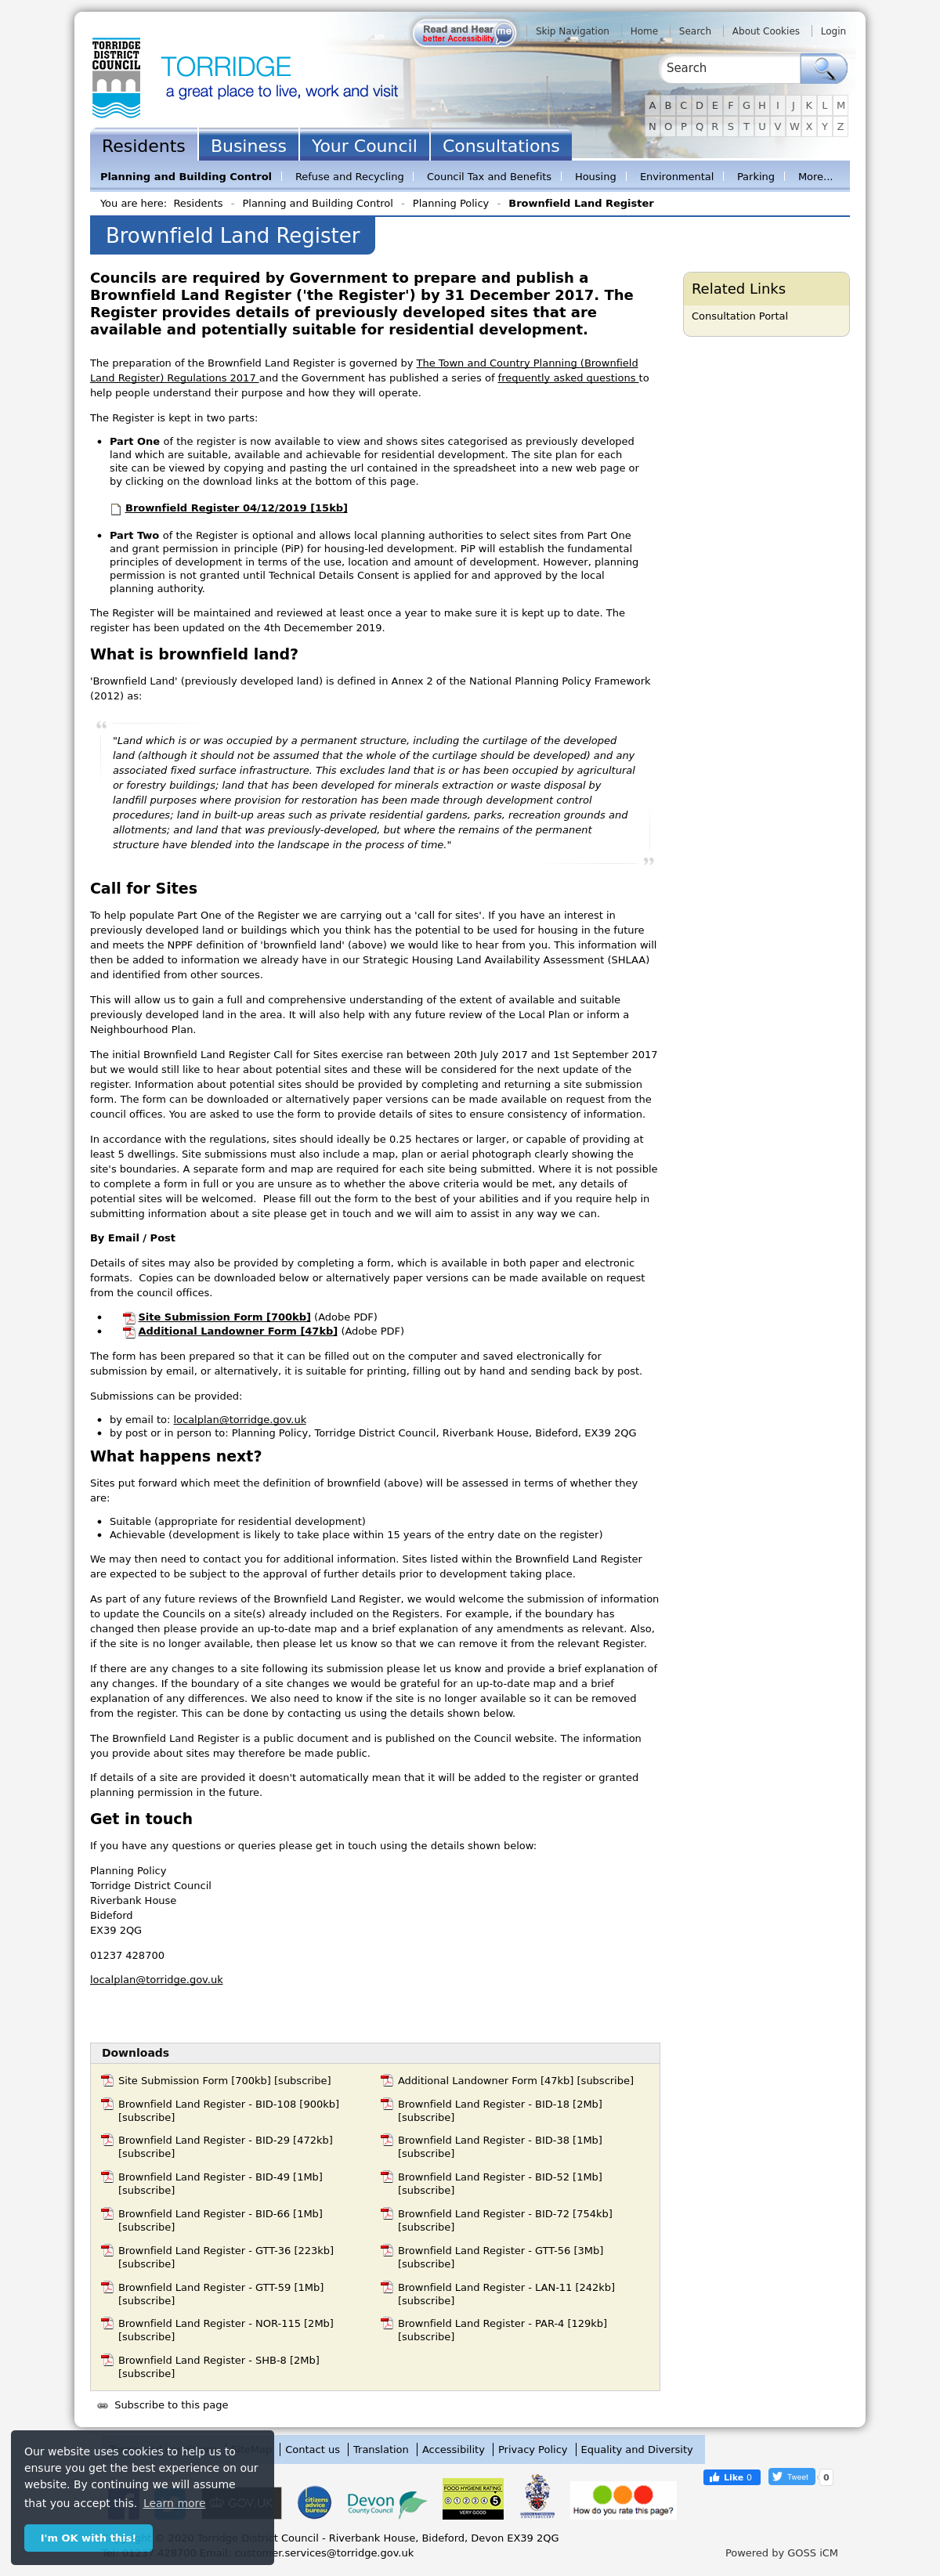 Read and Hear
better Accessibility
me
Skip Navigation
Home
Search
About Cookies
Login
TORRIDGE
DISTRICT
COUNCIL
TORRIDGE
a great place to live, work and visit
Search
A B C D E F G H I J K L M
N O P Q R S T U V W X Y Z
Residents
Business
Your Council
Consultations
Planning and Building Control
Refuse and Recycling
Council Tax and Benefits
Housing
Environmental
Parking
More...
You are here: Residents - Planning and Building Control - Planning Policy - Brownfield Land Register
Brownfield Land Register
Councils are required by Government to prepare and publish a
Brownfield Land Register ('the Register') by 31 December 2017. The
Register provides details of previously developed sites that are
available and potentially suitable for residential development.
Related Links
Consultation Portal
The preparation of the Brownfield Land Register is governed by The Town and Country Planning (Brownfield
Land Register) Regulations 2017 and the Government has published a series of frequently asked questions to
help people understand their purpose and how they will operate.
The Register is kept in two parts:
• Part One of the register is now available to view and shows sites categorised as previously developed
land which are suitable, available and achievable for residential development. The site plan for each
site can be viewed by copying and pasting the url contained in the spreadsheet into a new web page or
by clicking on the download links at the bottom of this page.
Brownfield Register 04/12/2019 [15kb]
• Part Two of the Register is optional and allows local planning authorities to select sites from Part One
and grant permission in principle (PiP) for housing-led development. PiP will establish the fundamental
principles of development in terms of the use, location and amount of development. However, planning
permission is not granted until Technical Details Consent is applied for and approved by the local
planning authority.
The Register will be maintained and reviewed at least once a year to make sure it is kept up to date. The
register has been updated on the 4th Decemember 2019.
What is brownfield land?
'Brownfield Land' (previously developed land) is defined in Annex 2 of the National Planning Policy Framework
(2012) as:
"Land which is or was occupied by a permanent structure, including the curtilage of the developed
land (although it should not be assumed that the whole of the curtilage should be developed) and any
associated fixed surface infrastructure. This excludes land that is or has been occupied by agricultural
or forestry buildings; land that has been developed for minerals extraction or waste disposal by
landfill purposes where provision for restoration has been made through development control
procedures; land in built-up areas such as private residential gardens, parks, recreation grounds and
allotments; and land that was previously-developed, but where the remains of the permanent
structure have blended into the landscape in the process of time."
Call for Sites
To help populate Part One of the Register we are carrying out a 'call for sites'. If you have an interest in
previously developed land or buildings which you think has the potential to be used for housing in the future
and meets the NPPF definition of 'brownfield land' (above) we would like to hear from you. This information will
then be added to information we already have in our Strategic Housing Land Availability Assessment (SHLAA)
and identified from other sources.
This will allow us to gain a full and comprehensive understanding of the extent of available and suitable
previously developed land in the area. It will also help with any future review of the Local Plan or inform a
Neighbourhood Plan.
The initial Brownfield Land Register Call for Sites exercise ran between 20th July 2017 and 1st September 2017
but we would still like to hear about potential sites and these will be considered for the next update of the
register. Information about potential sites should be provided by completing and returning a site submission
form. The form can be downloaded or alternatively paper versions can be made available on request from the
council offices. You are asked to use the form to provide details of sites to ensure consistency of information.
In accordance with the regulations, sites should ideally be 0.25 hectares or larger, or capable of providing at
least 5 dwellings. Site submissions must also include a map, plan or aerial photograph clearly showing the
site's boundaries. A separate form and map are required for each site being submitted. Where it is not possible
to complete a form in full or you are unsure as to whether the above criteria would be met, any details of
potential sites will be welcomed. Please fill out the form to the best of your abilities and if you require help in
submitting information about a site please get in touch and we will aim to assist in any way we can.
By Email / Post
Details of sites may also be provided by completing a form, which is available in both paper and electronic
formats. Copies can be downloaded below or alternatively paper versions can be made available on request
from the council offices.
• Site Submission Form [700kb] (Adobe PDF)
• Additional Landowner Form [47kb] (Adobe PDF)
The form has been prepared so that it can be filled out on the computer and saved electronically for
submission by email, or alternatively, it is suitable for printing, filling out by hand and sending back by post.
Submissions can be provided:
• by email to: localplan@torridge.gov.uk
• by post or in person to: Planning Policy, Torridge District Council, Riverbank House, Bideford, EX39 2QG
What happens next?
Sites put forward which meet the definition of brownfield (above) will be assessed in terms of whether they
are:
• Suitable (appropriate for residential development)
• Achievable (development is likely to take place within 15 years of the entry date on the register)
We may then need to contact you for additional information. Sites listed within the Brownfield Land Register
are expected to be subject to the approval of further details prior to development taking place.
As part of any future reviews of the Brownfield Land Register, we would welcome the submission of information
to update the Councils on a site(s) already included on the Registers. For example, if the boundary has
changed then please provide an up-to-date map and a brief explanation of any amendments as relevant. Also,
if the site is no longer available, then please let us know so that we can remove it from the relevant Register.
If there are any changes to a site following its submission please let us know and provide a brief explanation of
any changes. If the boundary of a site changes we would be grateful for an up-to-date map and a brief
explanation of any differences. We also need to know if the site is no longer available so it can be removed
from the register. This can be done by contacting us using the details shown below.
The Brownfield Land Register is a public document and is published on the Council website. The information
you provide about sites may therefore be made public.
If details of a site are provided it doesn't automatically mean that it will be added to the register or granted
planning permission in the future.
Get in touch
If you have any questions or queries please get in touch using the details shown below:
Planning Policy
Torridge District Council
Riverbank House
Bideford
EX39 2QG
01237 428700
localplan@torridge.gov.uk
Downloads
Site Submission Form [700kb] [subscribe]
Additional Landowner Form [47kb] [subscribe]
Brownfield Land Register - BID-108 [900kb]
[subscribe]
Brownfield Land Register - BID-18 [2Mb]
[subscribe]
Brownfield Land Register - BID-29 [472kb]
[subscribe]
Brownfield Land Register - BID-38 [1Mb]
[subscribe]
Brownfield Land Register - BID-49 [1Mb]
[subscribe]
Brownfield Land Register - BID-52 [1Mb]
[subscribe]
Brownfield Land Register - BID-66 [1Mb]
[subscribe]
Brownfield Land Register - BID-72 [754kb]
[subscribe]
Brownfield Land Register - GTT-36 [223kb]
[subscribe]
Brownfield Land Register - GTT-56 [3Mb]
[subscribe]
Brownfield Land Register - GTT-59 [1Mb]
[subscribe]
Brownfield Land Register - LAN-11 [242kb]
[subscribe]
Brownfield Land Register - NOR-115 [2Mb]
[subscribe]
Brownfield Land Register - PAR-4 [129kb]
[subscribe]
Brownfield Land Register - SHB-8 [2Mb]
[subscribe]
Subscribe to this page
Contact us
Translation
Accessibility
Privacy Policy
Equality and Diversity
Our website uses cookies to help us to
ensure you get the best experience on our
website. By continuing we will assume
that you accept this. Learn more
I'm OK with this!
GOV.UK
citizens
advice
bureau
Devon
County Council
FOOD HYGIENE RATING
0 1 2 3 4 5
VERY GOOD
How do you rate this page?
Like 0
Tweet
0
© 2020 Torridge District Council - Riverbank House, Bideford, Devon EX39 2QG
Tel: 01237 428700 Email: customer.services@torridge.gov.uk
Powered by GOSS iCM